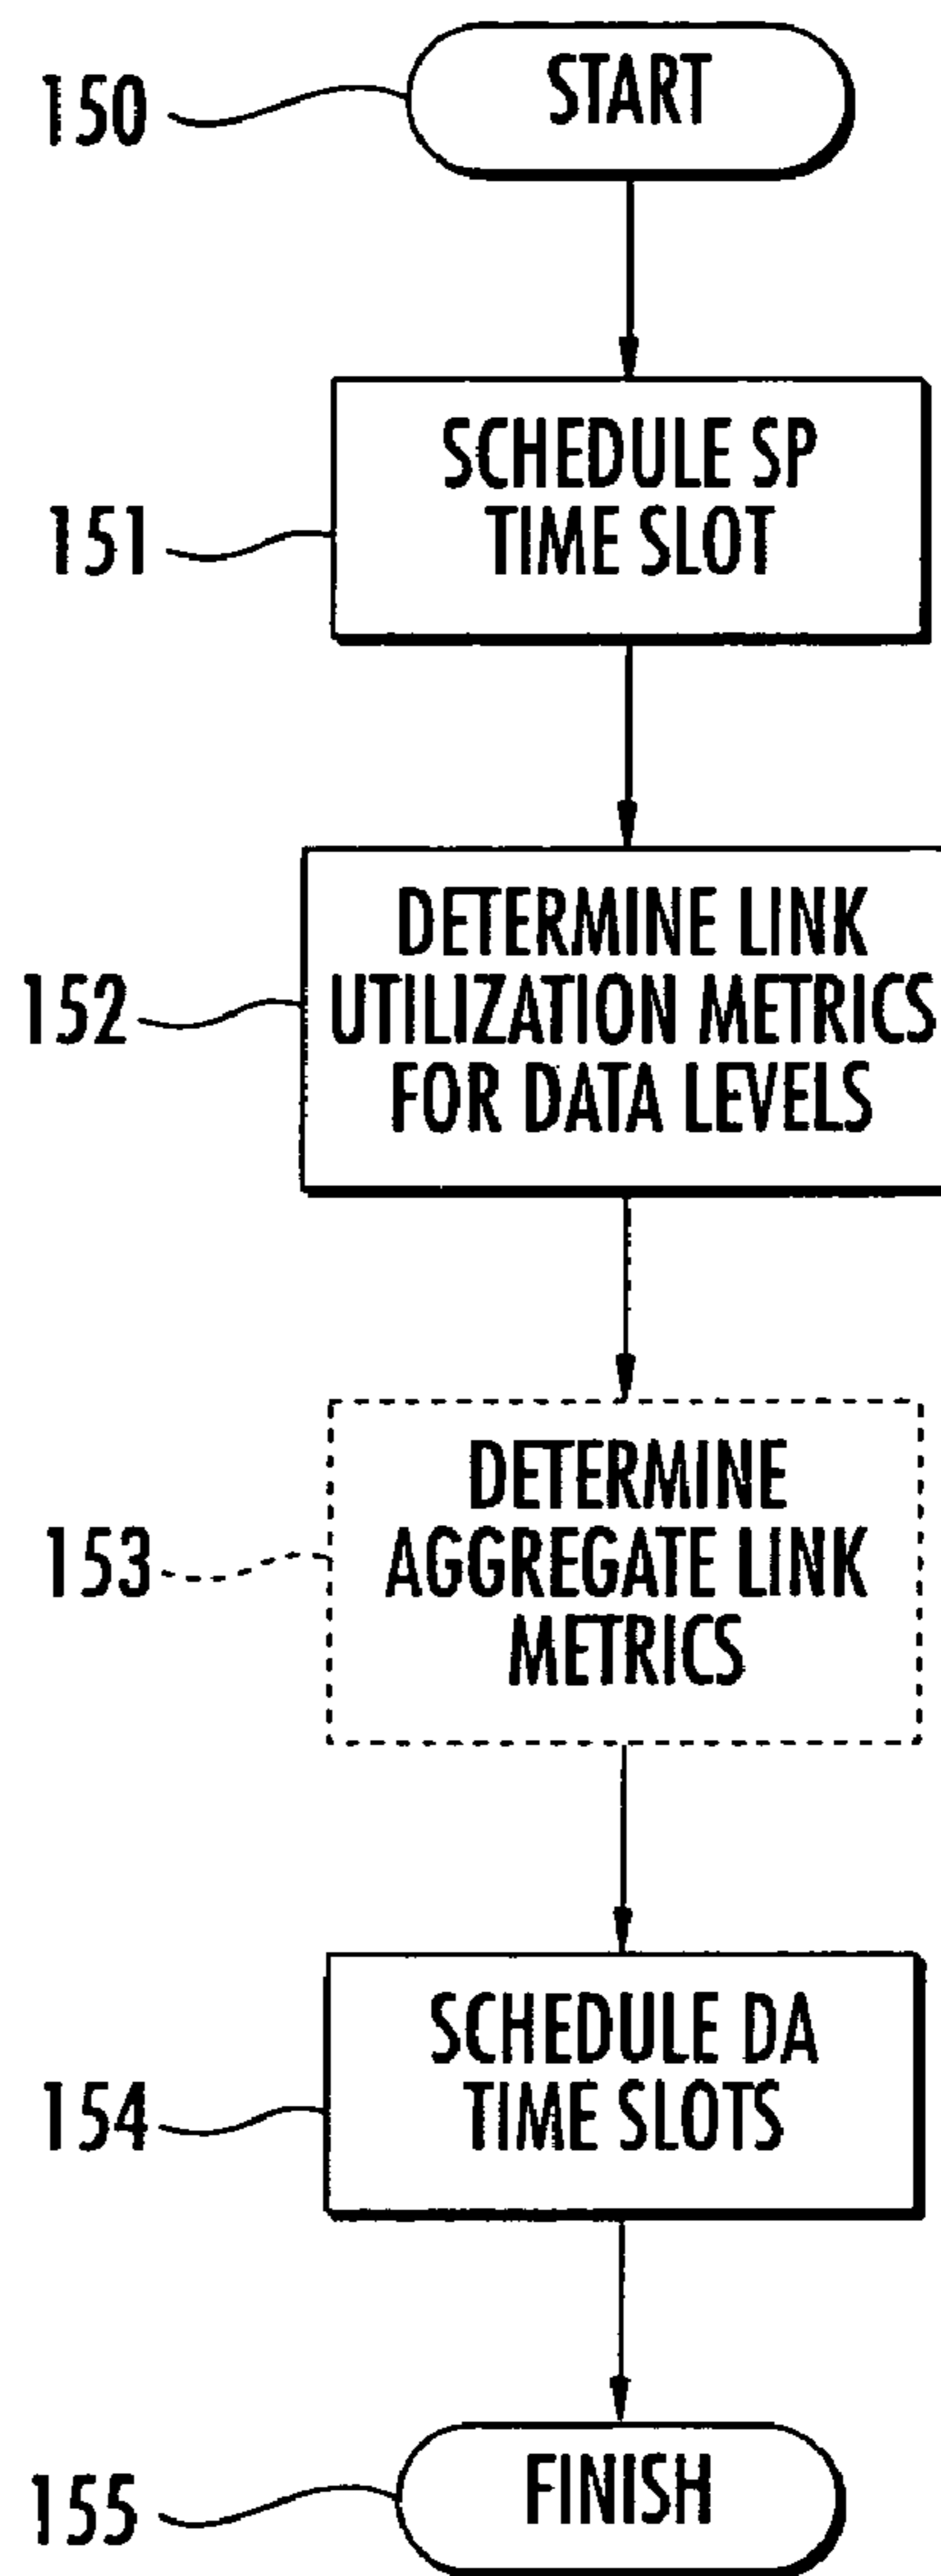 150
START
SCHEDULE SP
TIME SLOT
151
DETERMINE LINK
UTILIZATION METRICS
FOR DATA LEVELS
152
DETERMINE
AGGREGATE LINK
METRICS
153
SCHEDULE DA
TIME SLOTS
154
FINISH
155